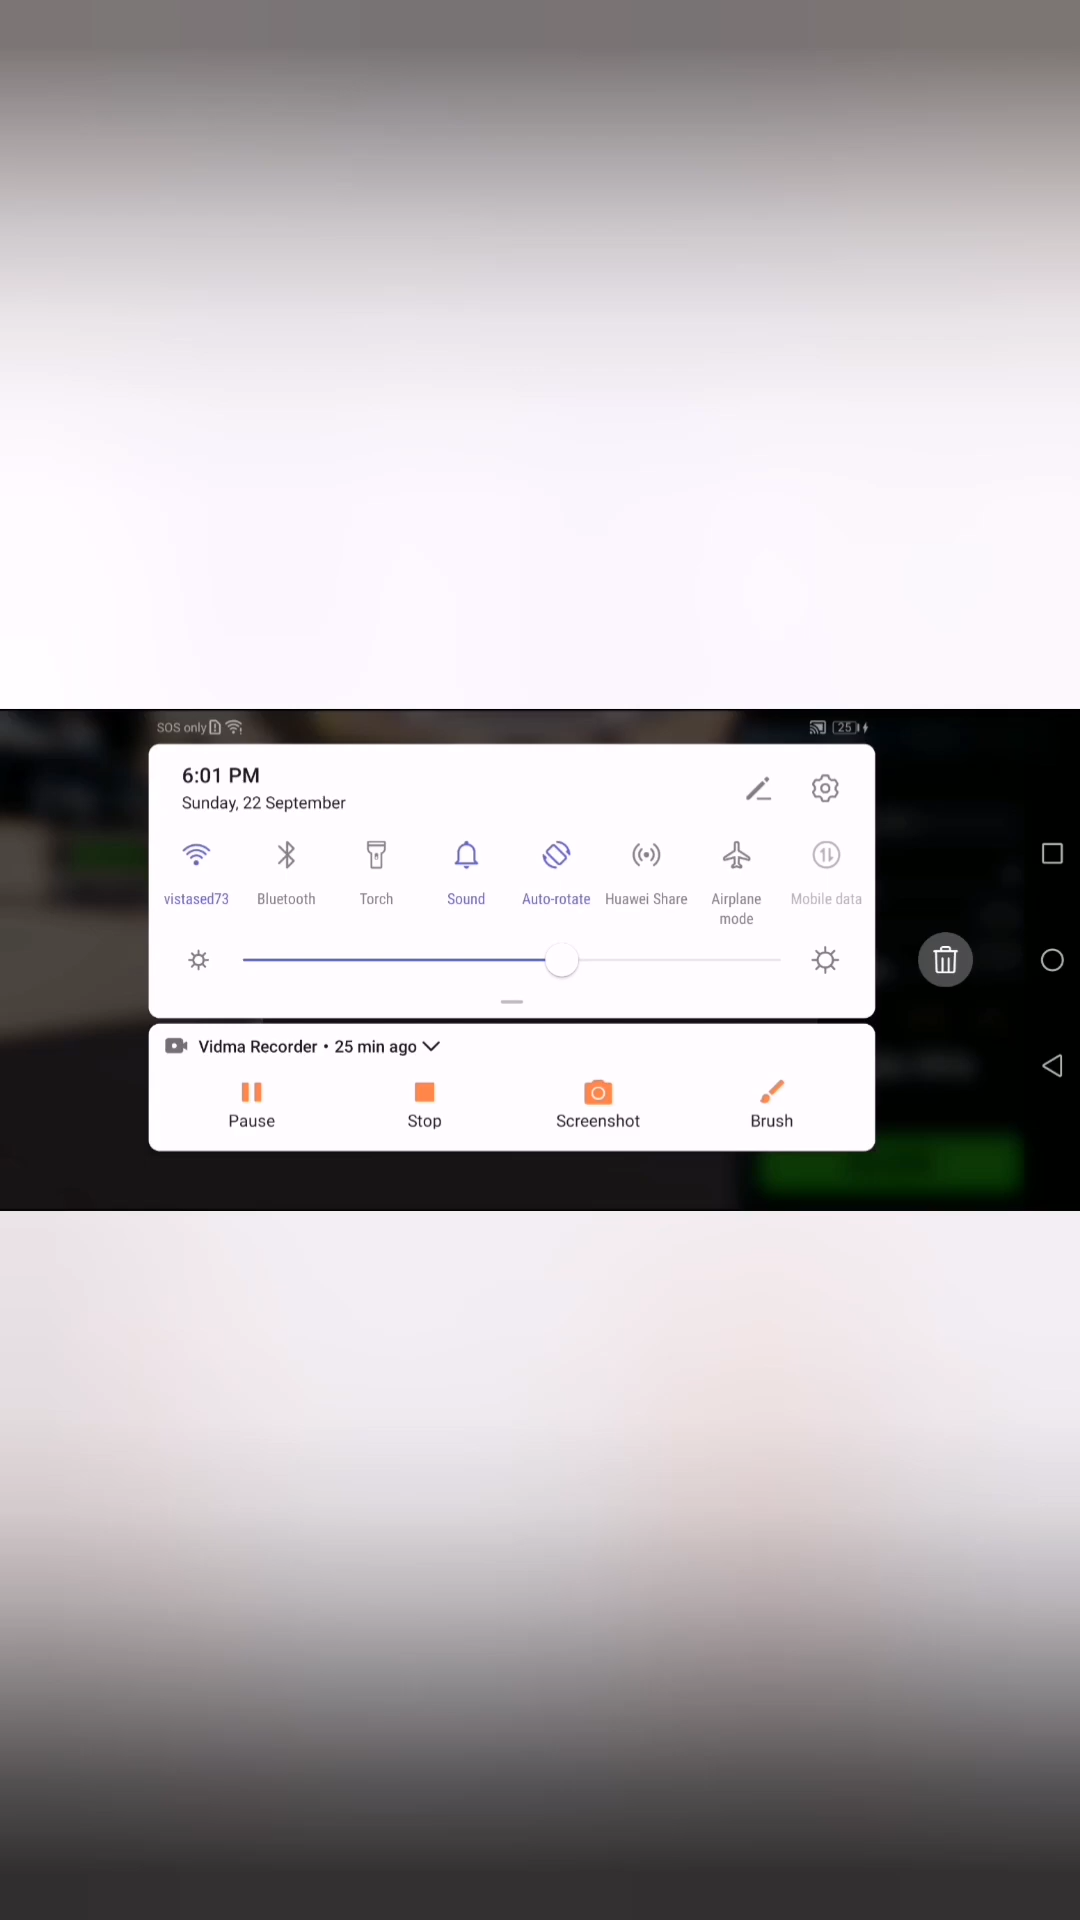 SOS only
25
6:01 PM
Sunday, 22 September
vistased73
Bluetooth
Torch
Sound
Auto-rotate
Huawei Share
Airplane mode
Mobile data
Vidma Recorder • 25 min ago
Pause
Stop
Screenshot
Brush